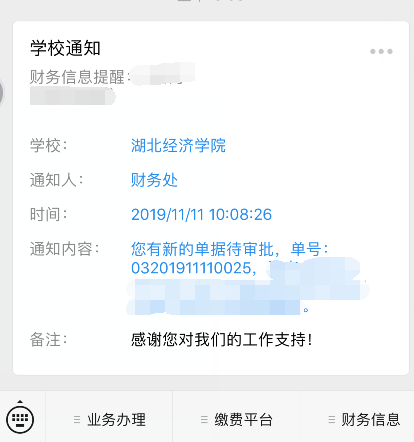 学校通知
财务信息提醒：
学校： 湖北经济学院
通知人： 财务处
时间： 2019/11/11 10:08:26
通知内容： 您有新的单据待审批，单号：
03201911110025，
。
备注： 感谢您对我们的工作支持！
业务办理 缴费平台 财务信息